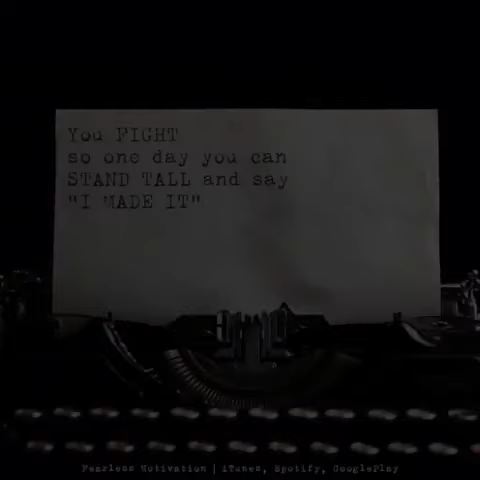 You FIGHT
so one day you can
STAND TALL and say
"I MADE IT"
Fearless Motivation | iTunes, Spotify, GooglePlay